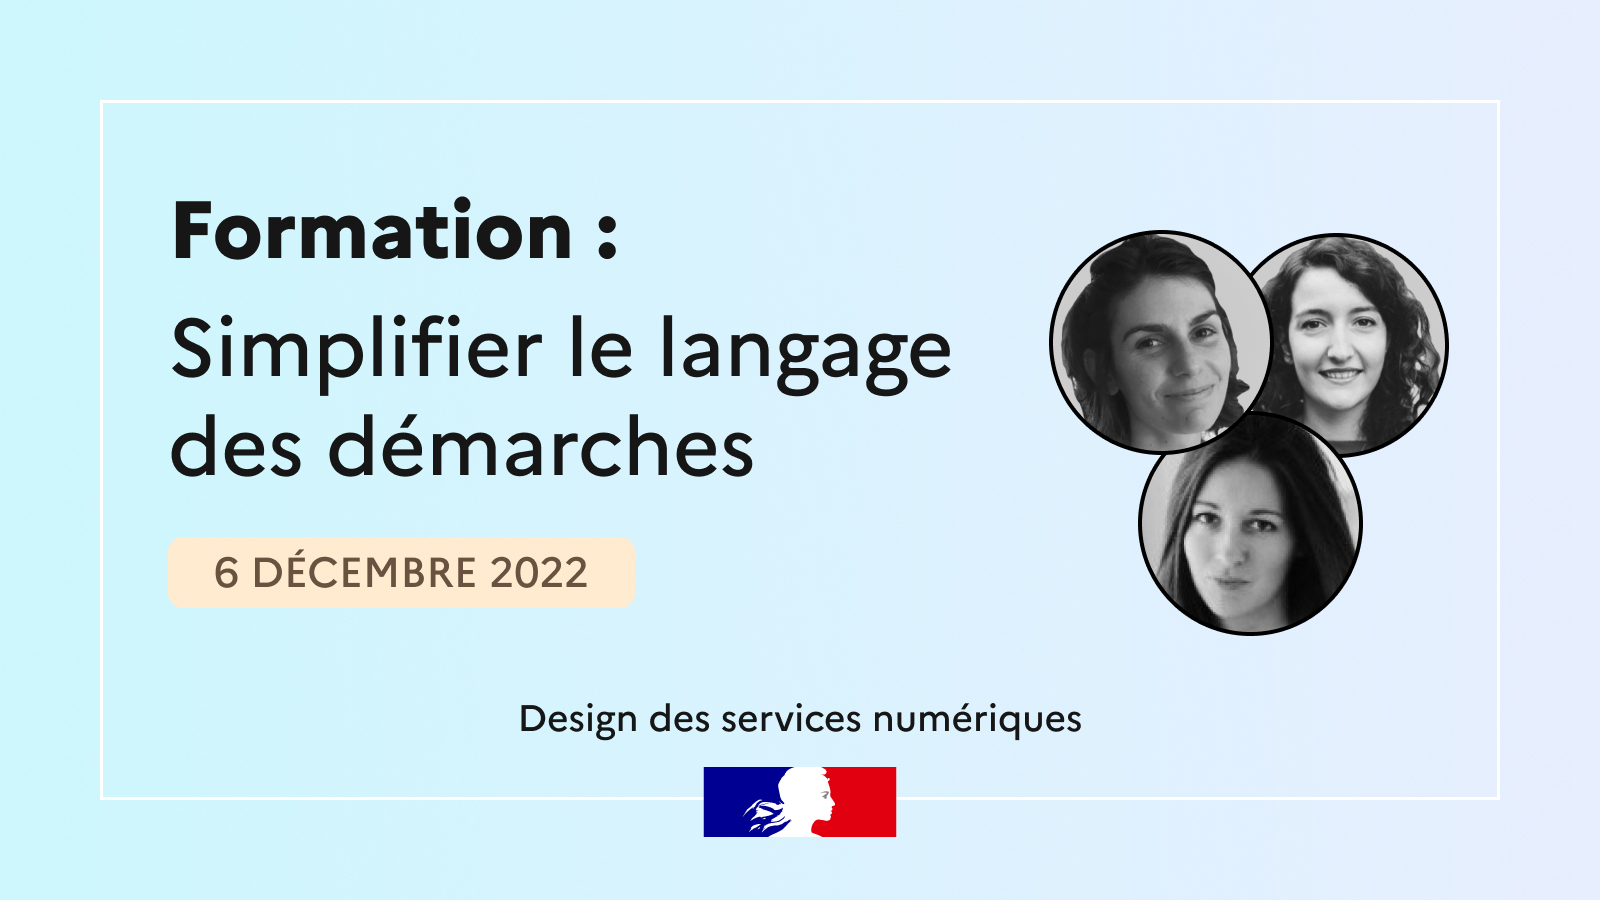 Formation :
Simplifier le langage
des démarches
6 DÉCEMBRE 2022
Design des services numériques